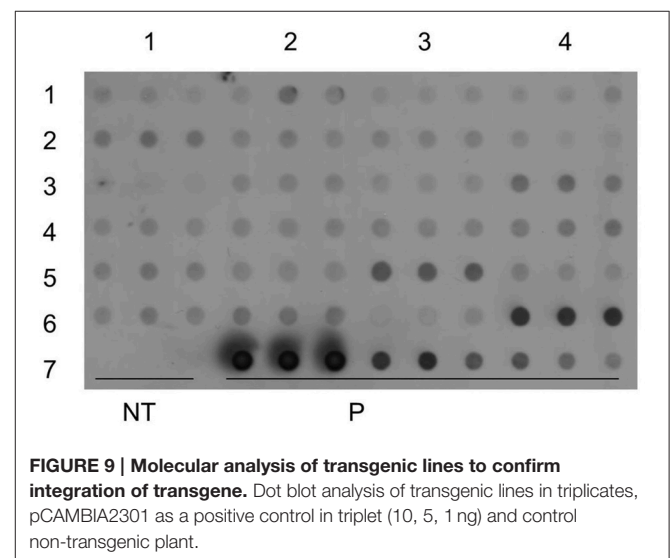 1 2 3 4
1
2
3
4
5
6
7
NT P
FIGURE 9 | Molecular analysis of transgenic lines to confirm
integration of transgene. Dot blot analysis of transgenic lines in triplicates,
pCAMBIA2301 as a positive control in triplet (10, 5, 1 ng) and control
non-transgenic plant.